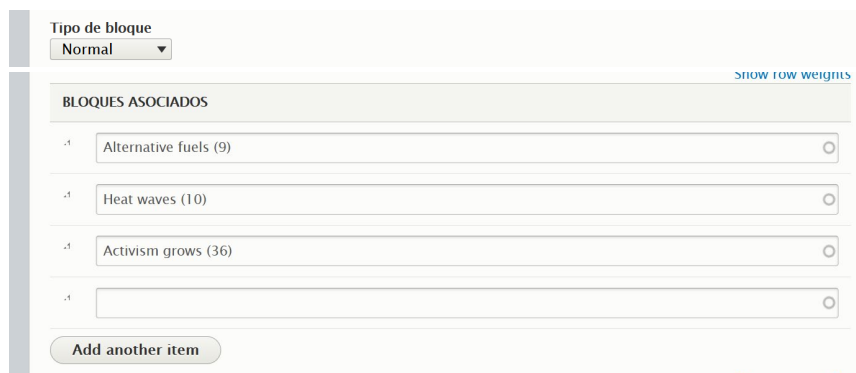 Tipo de bloque
Normal
Show row weights
BLOQUES ASOCIADOS
Alternative fuels (9)
Heat waves (10)
Activism grows (36)
Add another item